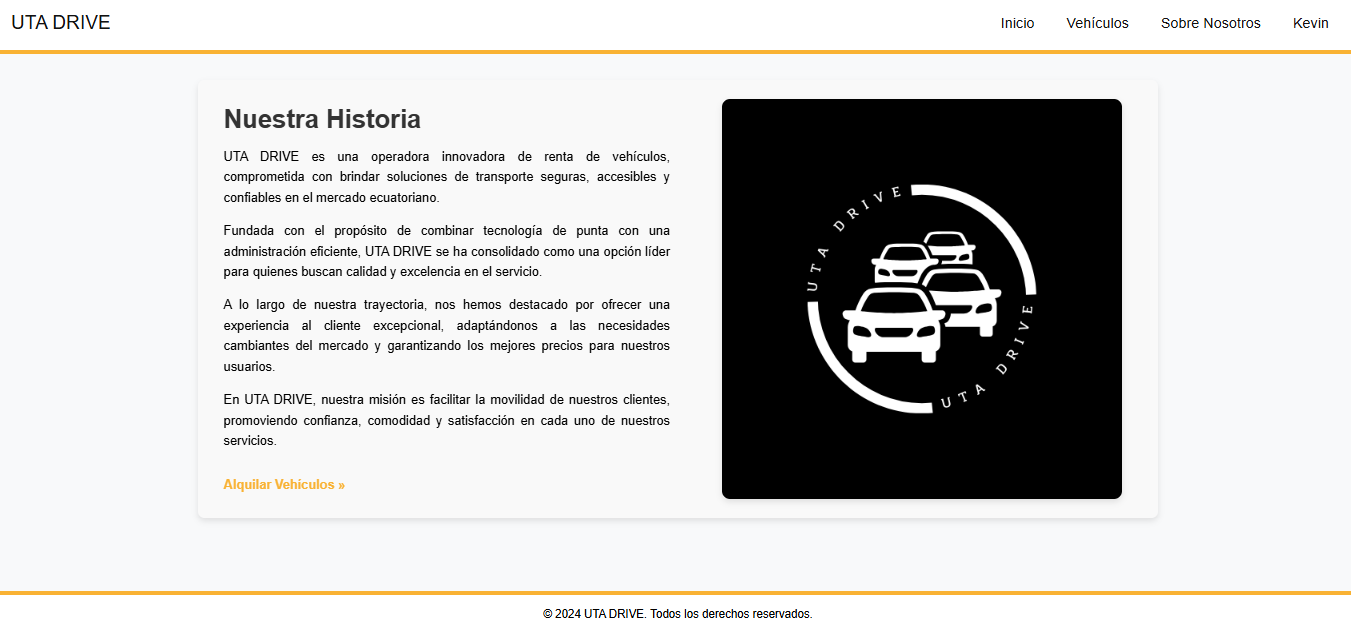 UTA DRIVE
Inicio Vehículos Sobre Nosotros Kevin
Nuestra Historia
UTA DRIVE es una operadora innovadora de renta de vehículos,
comprometida con brindar soluciones de transporte seguras, accesibles y
confiables en el mercado ecuatoriano.
Fundada con el propósito de combinar tecnología de punta con una
administración eficiente, UTA DRIVE se ha consolidado como una opción líder
para quienes buscan calidad y excelencia en el servicio.
A lo largo de nuestra trayectoria, nos hemos destacado por ofrecer una
experiencia al cliente excepcional, adaptándonos a las necesidades
cambiantes del mercado y garantizando los mejores precios para nuestros
usuarios.
En UTA DRIVE, nuestra misión es facilitar la movilidad de nuestros clientes,
promoviendo confianza, comodidad y satisfacción en cada uno de nuestros
servicios.
Alquilar Vehículos »
UTA DRIVE
UTA DRIVE
© 2024 UTA DRIVE. Todos los derechos reservados.